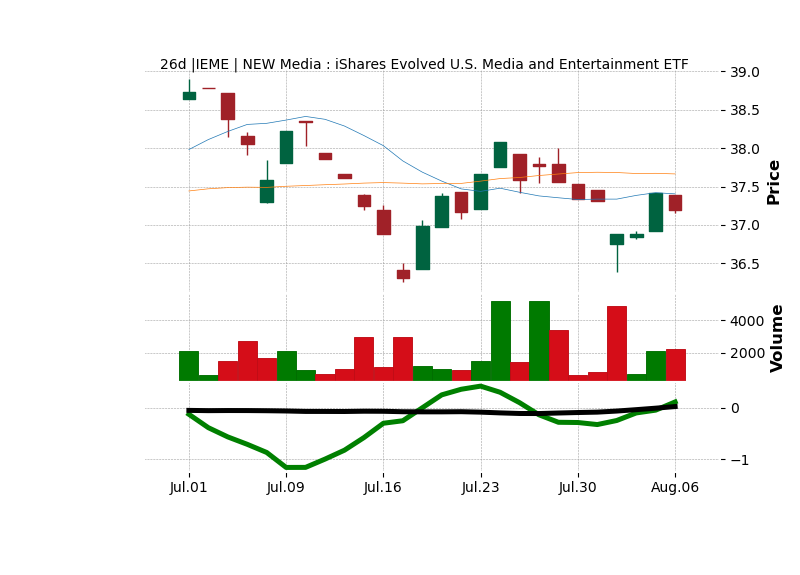 26d |IEME | NEW Media : iShares Evolved U.S. Media and Entertainment ETF
39.0
38.5
38.0
37.5
37.0
36.5
Price
4000
2000
Volume
0
−1
Jul.01 Jul.09 Jul.16 Jul.23 Jul.30 Aug.06